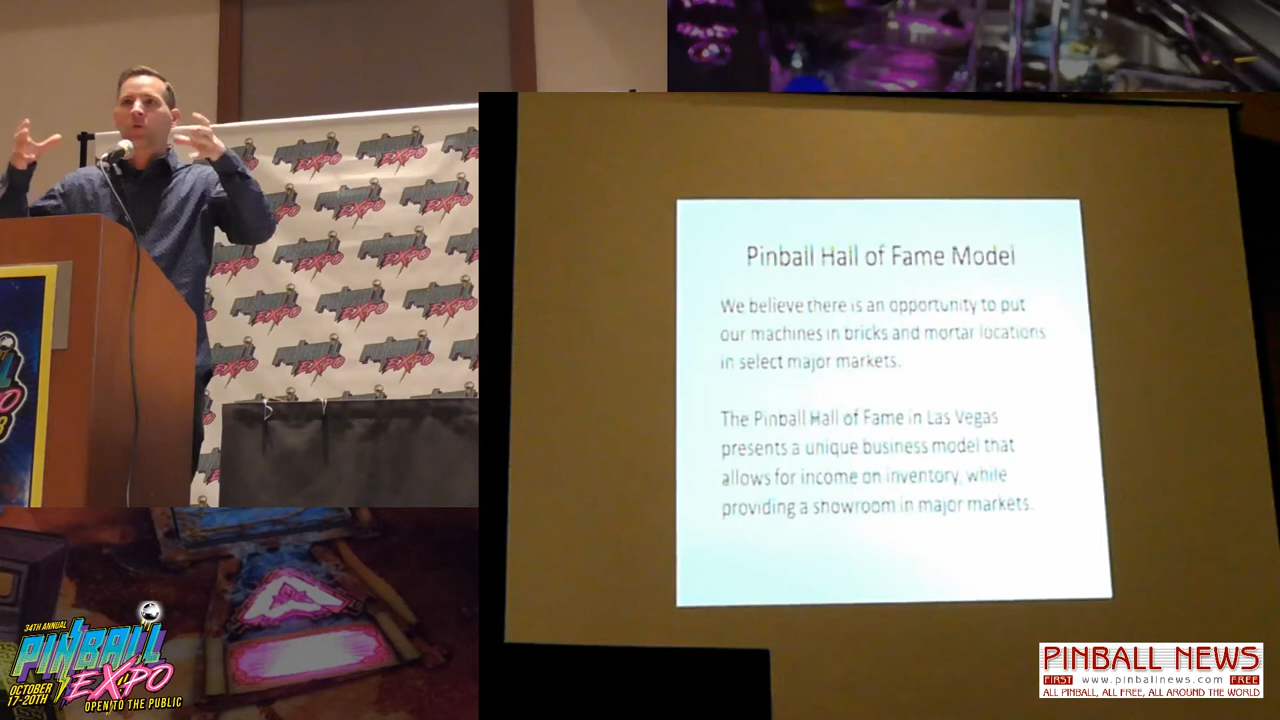 Pinball Hall of Fame Model
We believe there is an opportunity to put
our machines in bricks and mortar locations
in select major markets.
The Pinball Hall of Fame in Las Vegas
presents a unique business model that
allows for income on inventory, while
providing a showroom in major markets.
PINBALL
EXPO
34TH ANNUAL
PINBALL
EXPO
OCTOBER
17-20TH
OPEN TO THE PUBLIC
PINBALL NEWS
FIRST www.pinballnews.com FREE
ALL PINBALL, ALL FREE, ALL AROUND THE WORLD